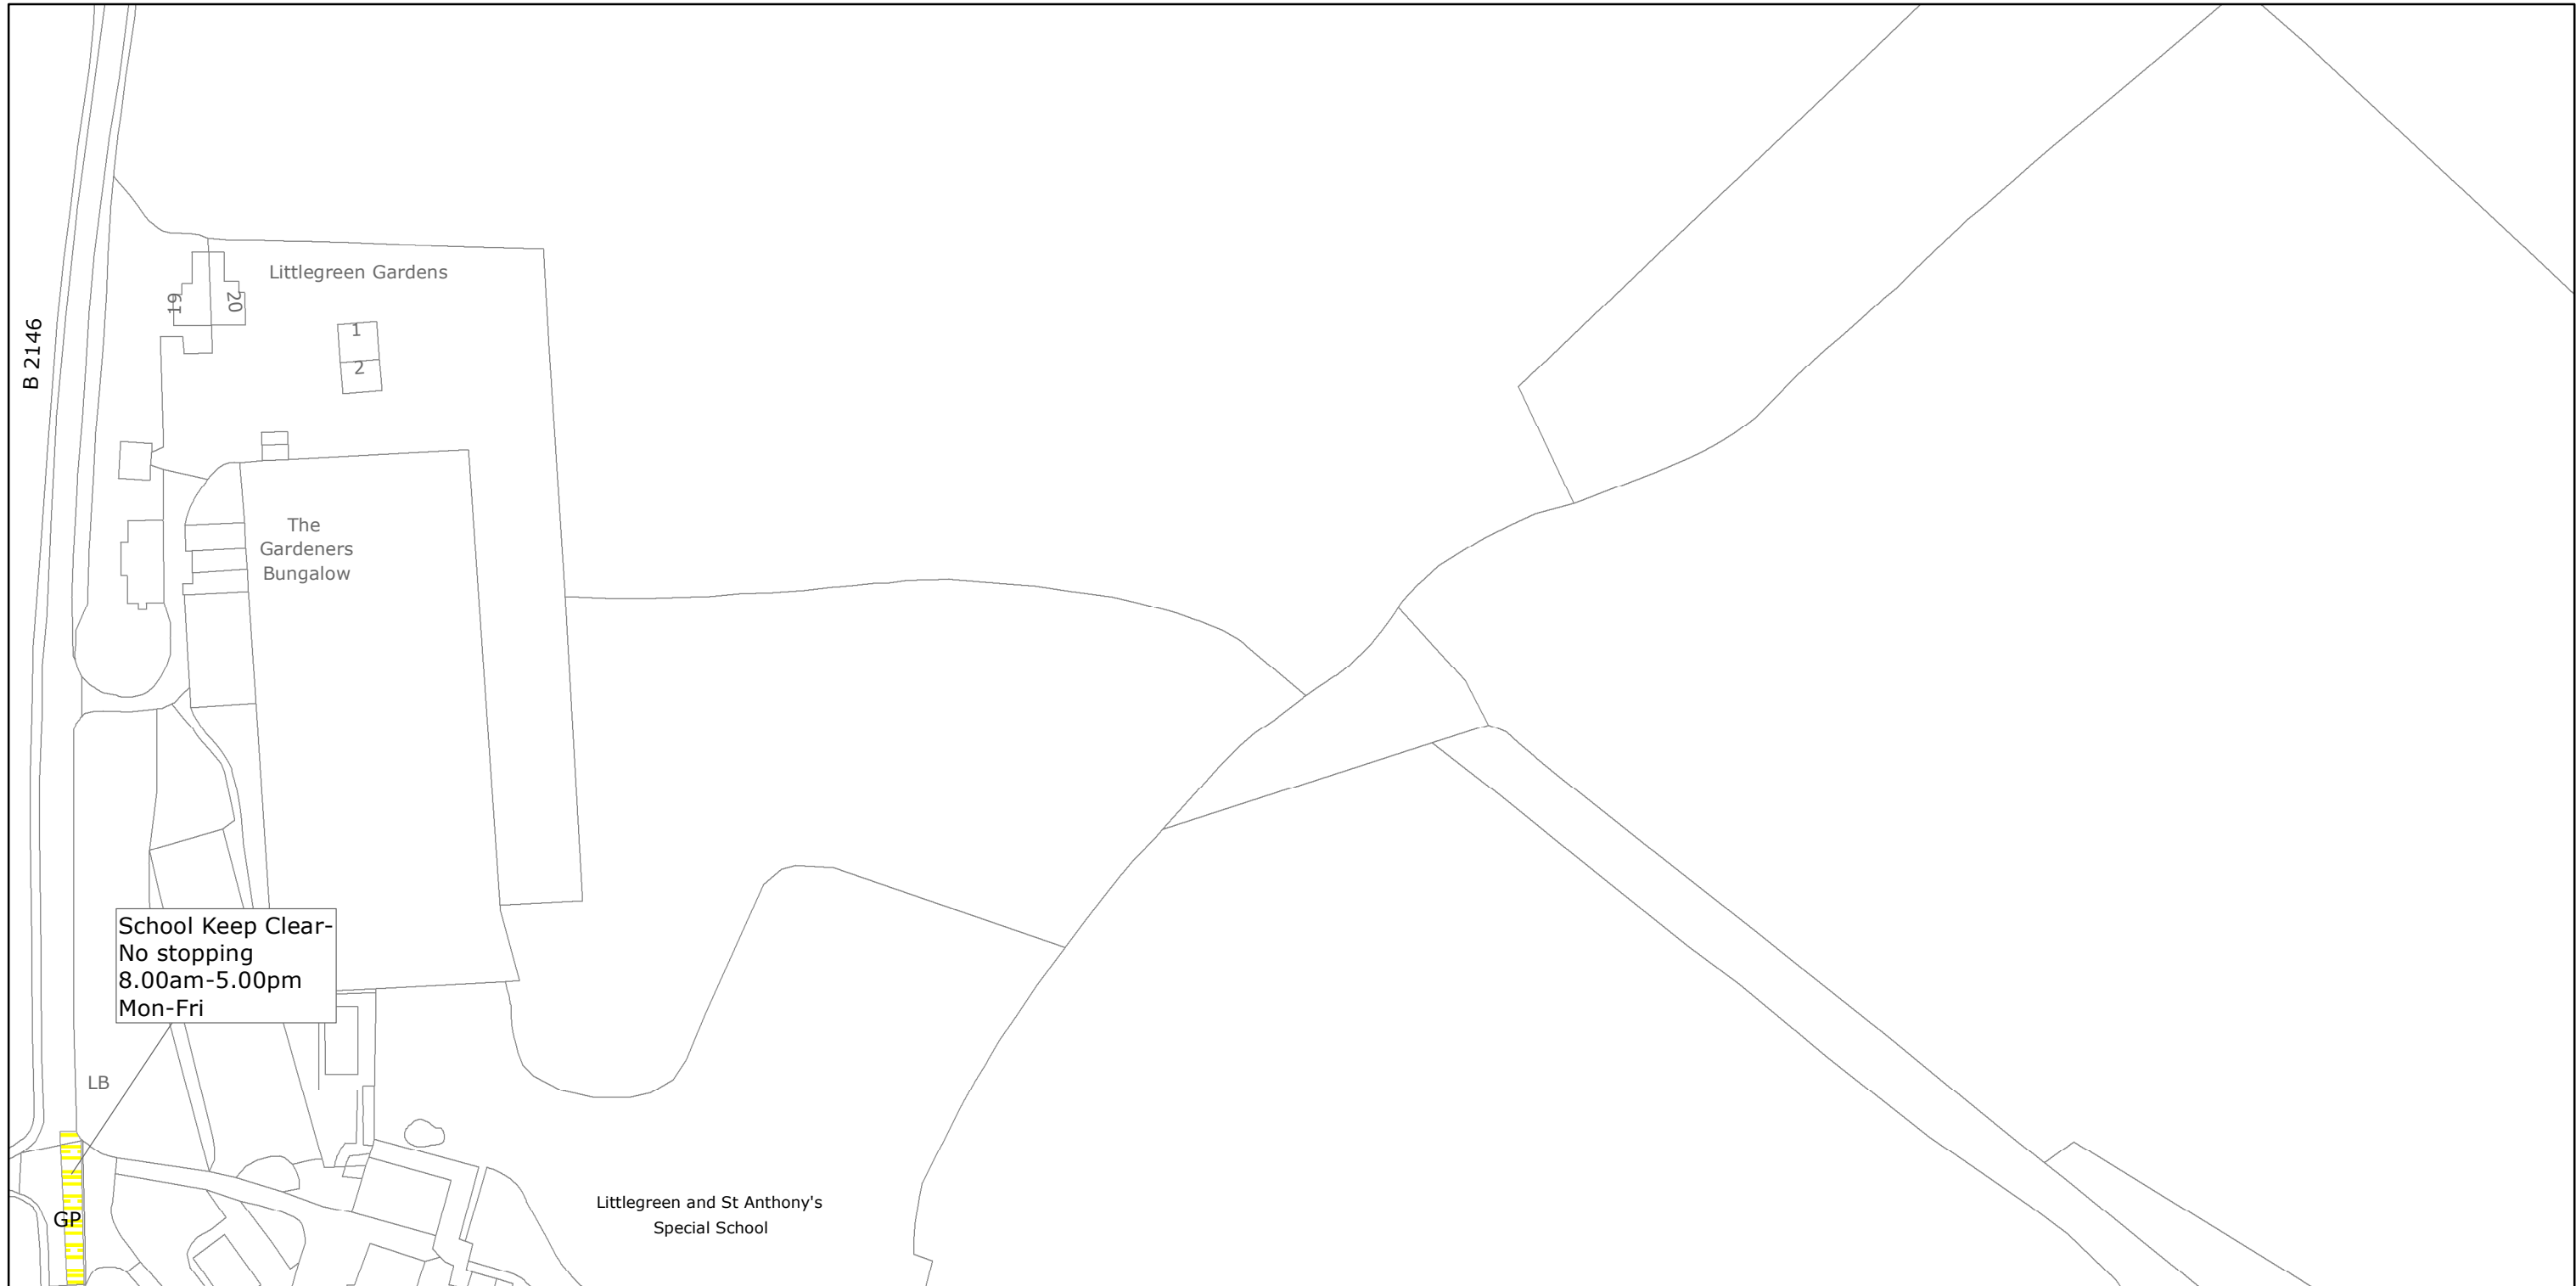 Littlegreen Gardens
19
20
B 2146
1
2
The
Gardeners
Bungalow
School Keep Clear-
No stopping
8.00am-5.00pm
Mon-Fri
LB
GP
Littlegreen and St Anthony's
Special School